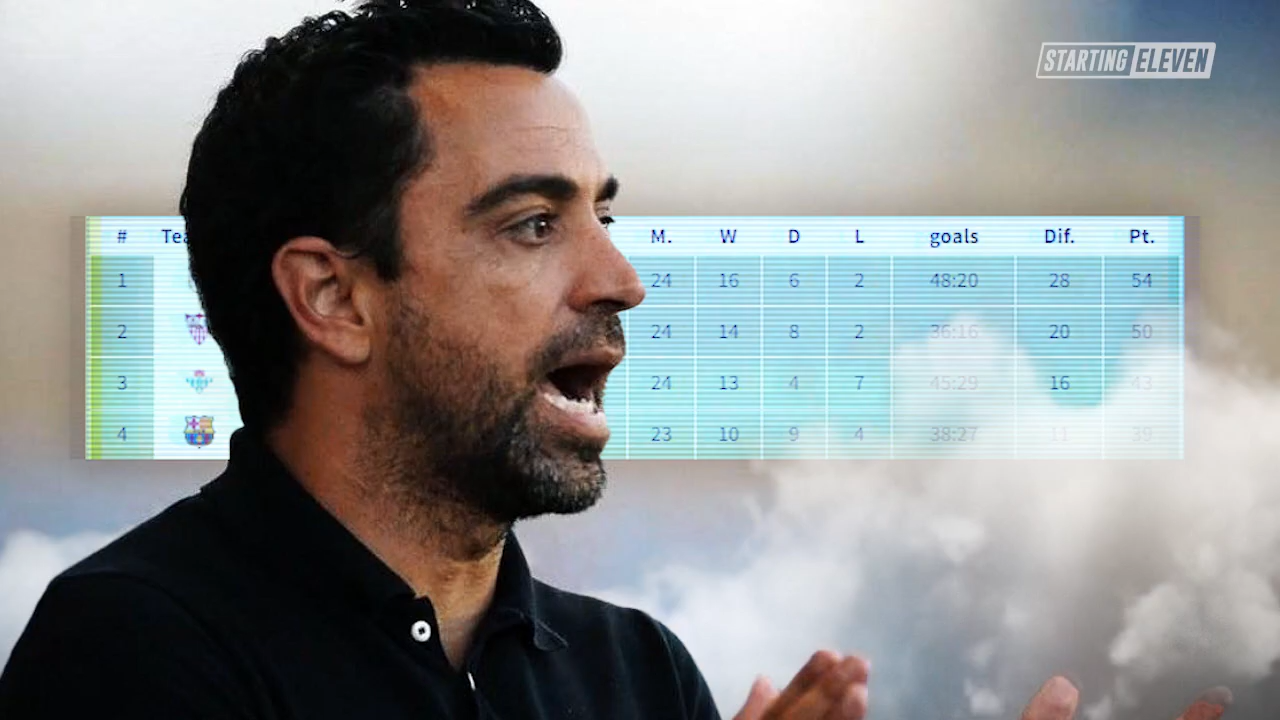 STARTING ELEVEN
# Tea M. W D L goals Dif. Pt.
1 24 16 6 2 48:20 28 54
2 24 14 8 2 36:16 20 50
3 24 13 4 7 45:29 16 43
4 23 10 9 4 38:27 11 39